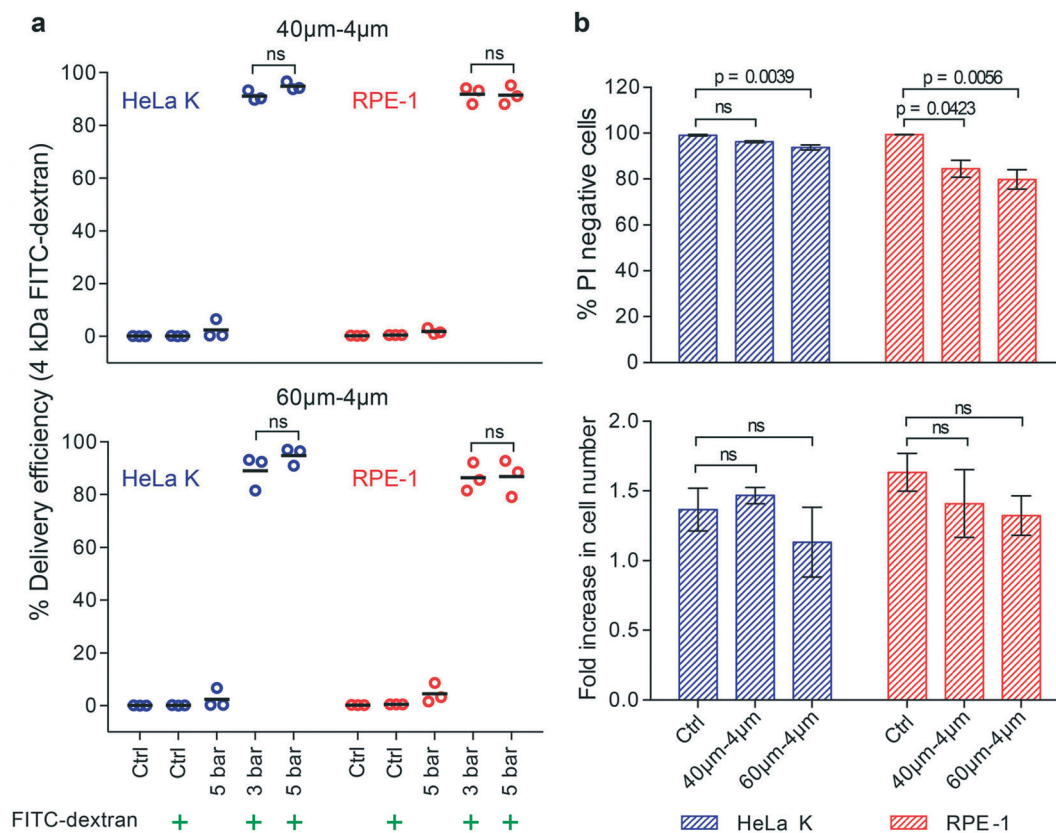 a
40µm-4µm
% Delivery efficiency (4 kDa FITC-dextran)
ns
ns
100
80
60
40
20
0
HeLa K
RPE-1
60µm-4µm
ns
ns
100
80
60
40
20
0
HeLa K
RPE-1
Ctrl
Ctrl
5 bar
3 bar
5 bar
Ctrl
Ctrl
5 bar
3 bar
5 bar
FITC-dextran + + + + + +
b
% PI negative cells
120
100
80
60
40
20
0
p = 0.0039
ns
p = 0.0056
p = 0.0423
Fold increase in cell number
2.0
1.5
1.0
0.5
0.0
ns
ns
ns
ns
Ctrl
40µm-4µm
60µm-4µm
Ctrl
40µm-4µm
60µm-4µm
HeLa K
RPE-1